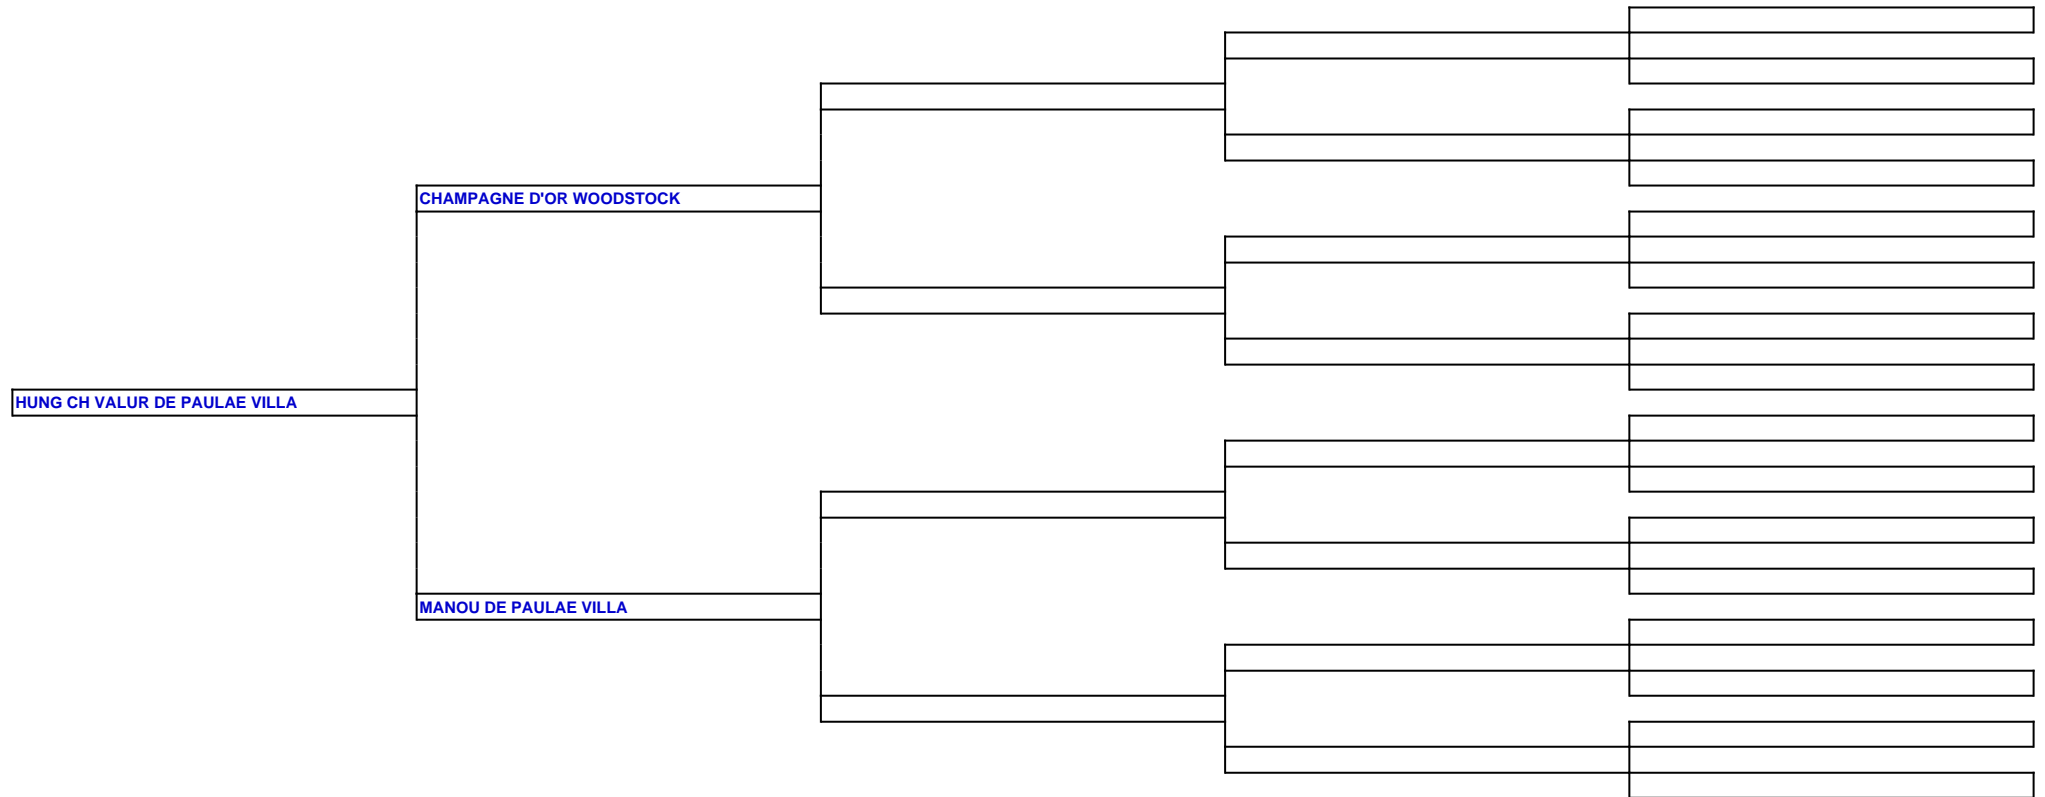 CHAMPAGNE D'OR WOODSTOCK
HUNG CH VALUR DE PAULAE VILLA
MANOU DE PAULAE VILLA